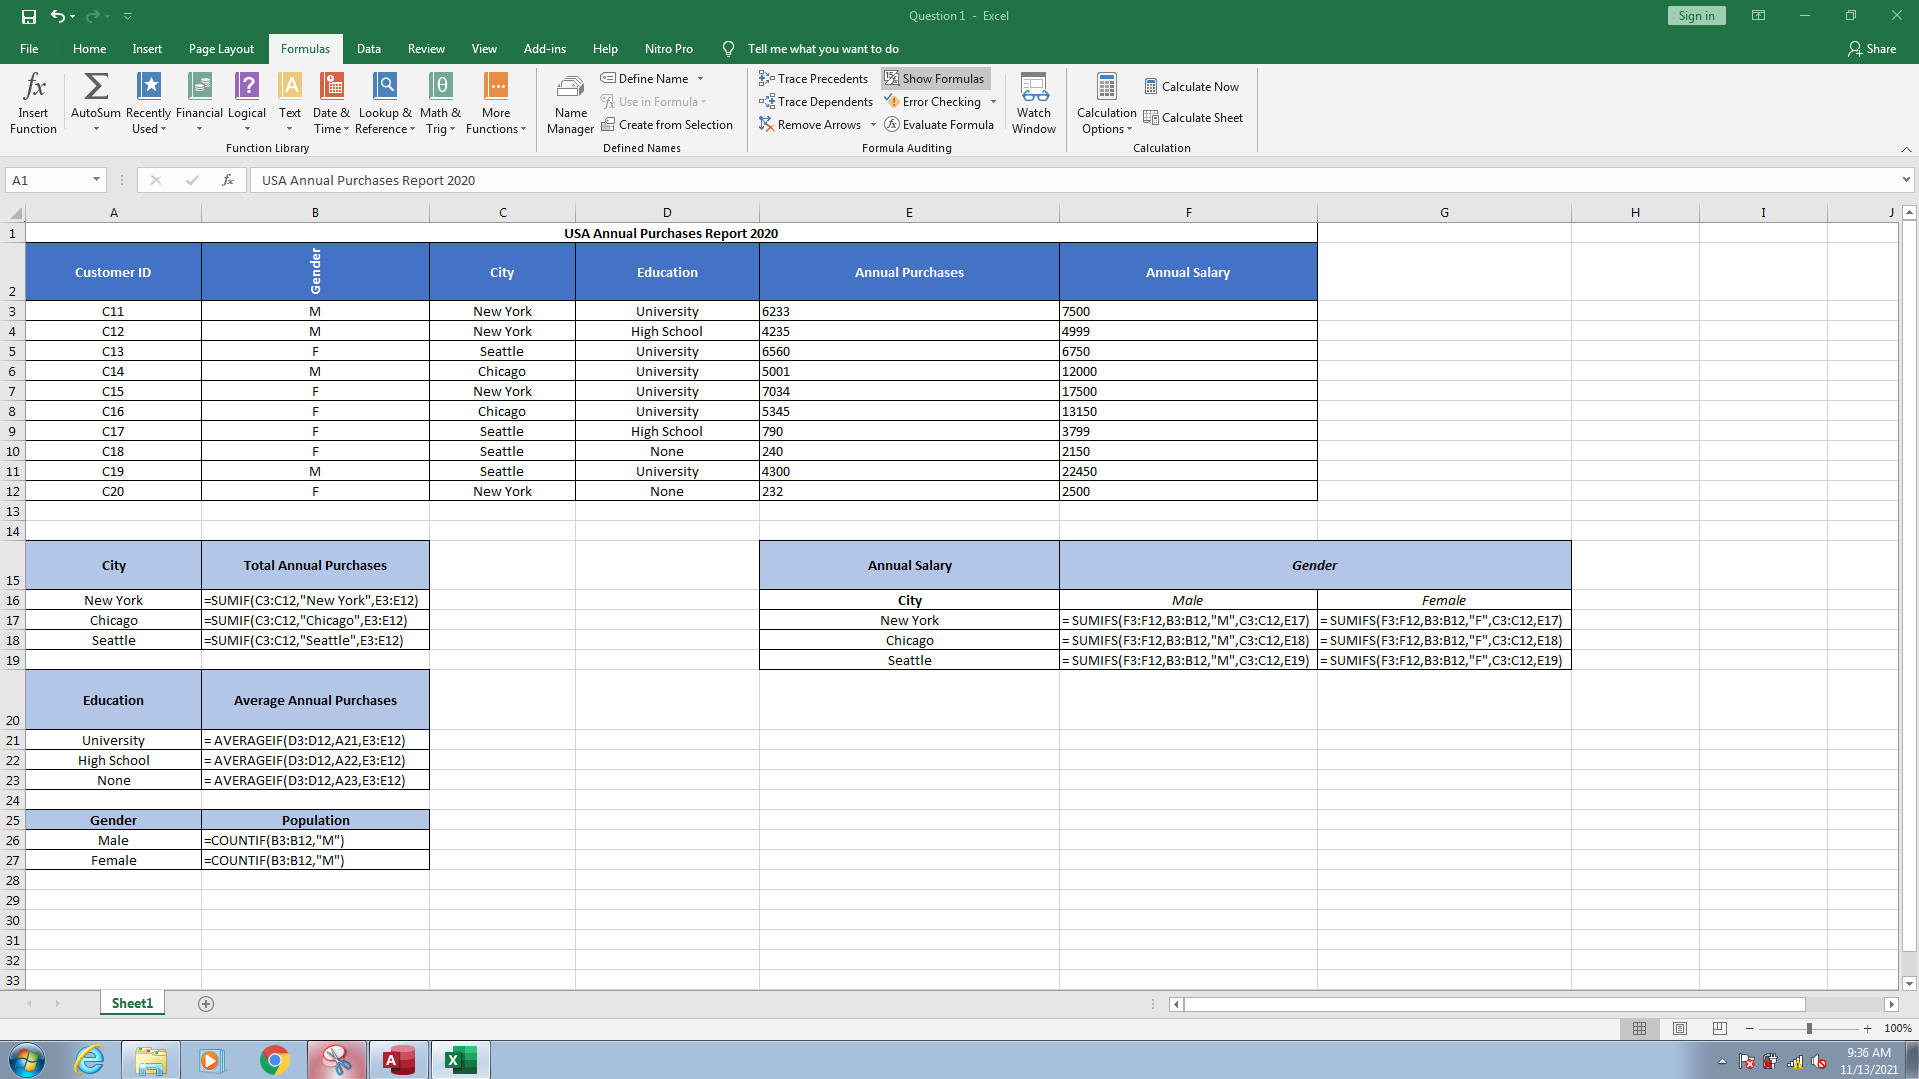 Question 1 - Excel
Sign in
File Home Insert Page Layout Formulas Data Review View Add-ins Help Nitro Pro Tell me what you want to do Share
fx Insert Function
Σ AutoSum
Recently Used
Financial
Logical
Text
Date & Time
Lookup & Reference
Math & Trig
More Functions
Function Library
Name Manager
Define Name
Use in Formula
Create from Selection
Defined Names
Trace Precedents
Trace Dependents
Remove Arrows
Show Formulas
Error Checking
Evaluate Formula
Watch Window
Formula Auditing
Calculation Options
Calculate Now
Calculate Sheet
Calculation
A1 fx USA Annual Purchases Report 2020
A B C D E F G H I J
1 USA Annual Purchases Report 2020
2 Customer ID Gender City Education Annual Purchases Annual Salary
3 C11 M New York University 6233 7500
4 C12 M New York High School 4235 4999
5 C13 F Seattle University 6560 6750
6 C14 M Chicago University 5001 12000
7 C15 F New York University 7034 17500
8 C16 F Chicago University 5345 13150
9 C17 F Seattle High School 790 3799
10 C18 F Seattle None 240 2150
11 C19 M Seattle University 4300 22450
12 C20 F New York None 232 2500
13
14
15 City Total Annual Purchases Annual Salary Gender
16 New York =SUMIF(C3:C12,"New York",E3:E12) City Male Female
17 Chicago =SUMIF(C3:C12,"Chicago",E3:E12) New York = SUMIFS(F3:F12,B3:B12,"M",C3:C12,E17) = SUMIFS(F3:F12,B3:B12,"F",C3:C12,E17)
18 Seattle =SUMIF(C3:C12,"Seattle",E3:E12) Chicago = SUMIFS(F3:F12,B3:B12,"M",C3:C12,E18) = SUMIFS(F3:F12,B3:B12,"F",C3:C12,E18)
19 Seattle = SUMIFS(F3:F12,B3:B12,"M",C3:C12,E19) = SUMIFS(F3:F12,B3:B12,"F",C3:C12,E19)
20 Education Average Annual Purchases
21 University = AVERAGEIF(D3:D12,A21,E3:E12)
22 High School = AVERAGEIF(D3:D12,A22,E3:E12)
23 None = AVERAGEIF(D3:D12,A23,E3:E12)
24
25 Gender Population
26 Male =COUNTIF(B3:B12,"M")
27 Female =COUNTIF(B3:B12,"M")
28
29
30
31
32
33
Sheet1
100%
9:36 AM
11/13/2021